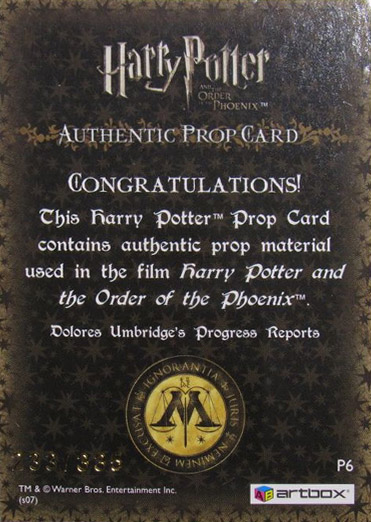 Harry Potter
AND THE
ORDER
OF THE
PHOENIX™
AUTHENTIC PROP CARD
CONGRATULATIONS!
This Harry Potter™ Prop Card
contains authentic prop material
used in the film Harry Potter and
the Order of the Phoenix™.
Dolores Umbridge's Progress Reports
IGNORANTIA JURIS NEMINEM EXCUSAT
M
P6
TM & © Warner Bros. Entertainment Inc.
(s07)
artbox®